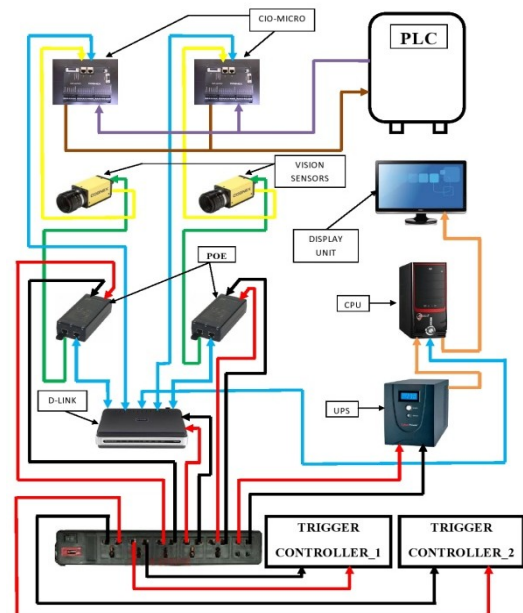 CIO-MICRO
PLC
VISION
SENSORS
DISPLAY
UNIT
POE
CPU
D-LINK
UPS
TRIGGER
CONTROLLER_1
TRIGGER
CONTROLLER_2